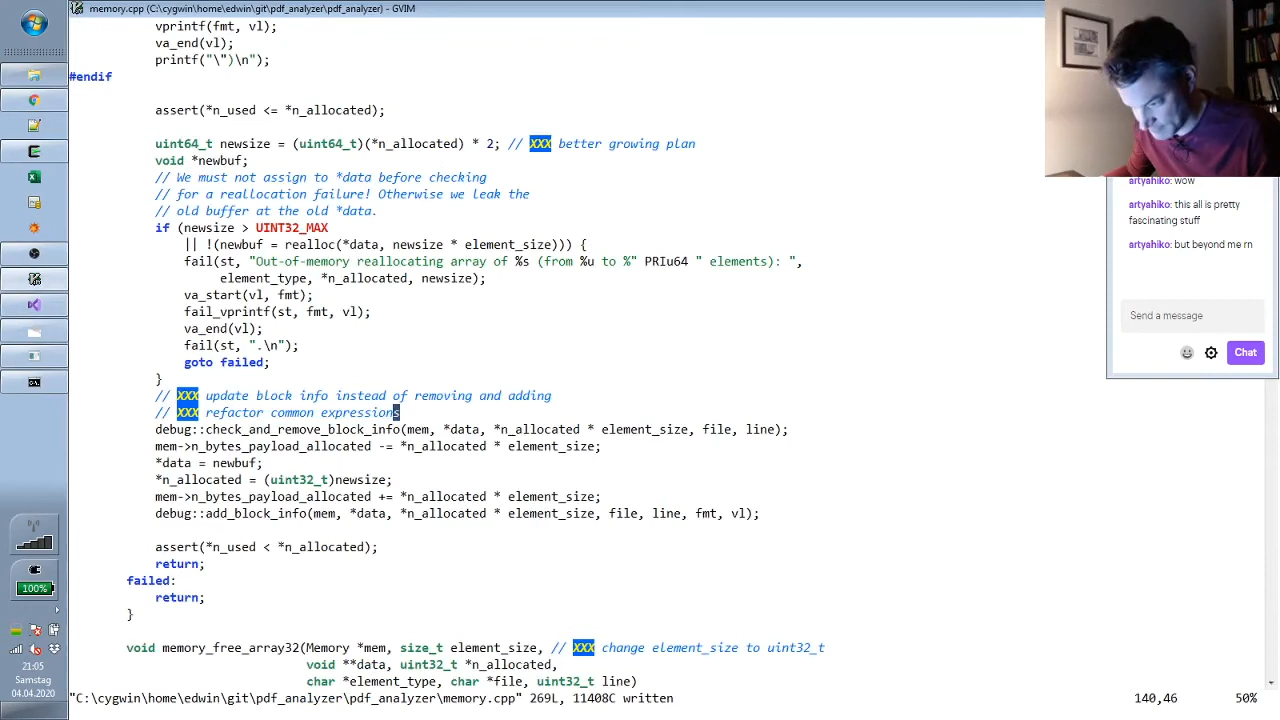 memory.cpp (C:\cygwin\home\edwin\git\pdf_analyzer\pdf_analyzer) - GVIM
vprintf(fmt, vl);
va_end(vl);
printf("\")\n");
#endif
assert(*n_used <= *n_allocated);
uint64_t newsize = (uint64_t)(*n_allocated) * 2; // XXX better growing plan
void *newbuf;
// We must not assign to *data before checking
// for a reallocation failure! Otherwise we leak the
// old buffer at the old *data.
if (newsize > UINT32_MAX
|| !(newbuf = realloc(*data, newsize * element_size))) {
fail(st, "Out-of-memory reallocating array of %s (from %u to %" PRIu64 " elements): ",
element_type, *n_allocated, newsize);
va_start(vl, fmt);
fail_vprintf(st, fmt, vl);
va_end(vl);
fail(st, ".\n");
goto failed;
}
// XXX update block info instead of removing and adding
// XXX refactor common expressions
debug::check_and_remove_block_info(mem, *data, *n_allocated * element_size, file, line);
mem->n_bytes_payload_allocated -= *n_allocated * element_size;
*data = newbuf;
*n_allocated = (uint32_t)newsize;
mem->n_bytes_payload_allocated += *n_allocated * element_size;
debug::add_block_info(mem, *data, *n_allocated * element_size, file, line, fmt, vl);
assert(*n_used < *n_allocated);
return;
failed:
return;
}
void memory_free_array32(Memory *mem, size_t element_size, // XXX change element_size to uint32_t
void **data, uint32_t *n_allocated,
char *element_type, char *file, uint32_t line)
"C:\cygwin\home\edwin\git\pdf_analyzer\pdf_analyzer\memory.cpp" 269L, 11408C written
140,46
50%
artyahiko: wow
artyahiko: this all is pretty
fascinating stuff
artyahiko: but beyond me rn
Send a message
Chat
100%
21:05
Samstag
04.04.2020